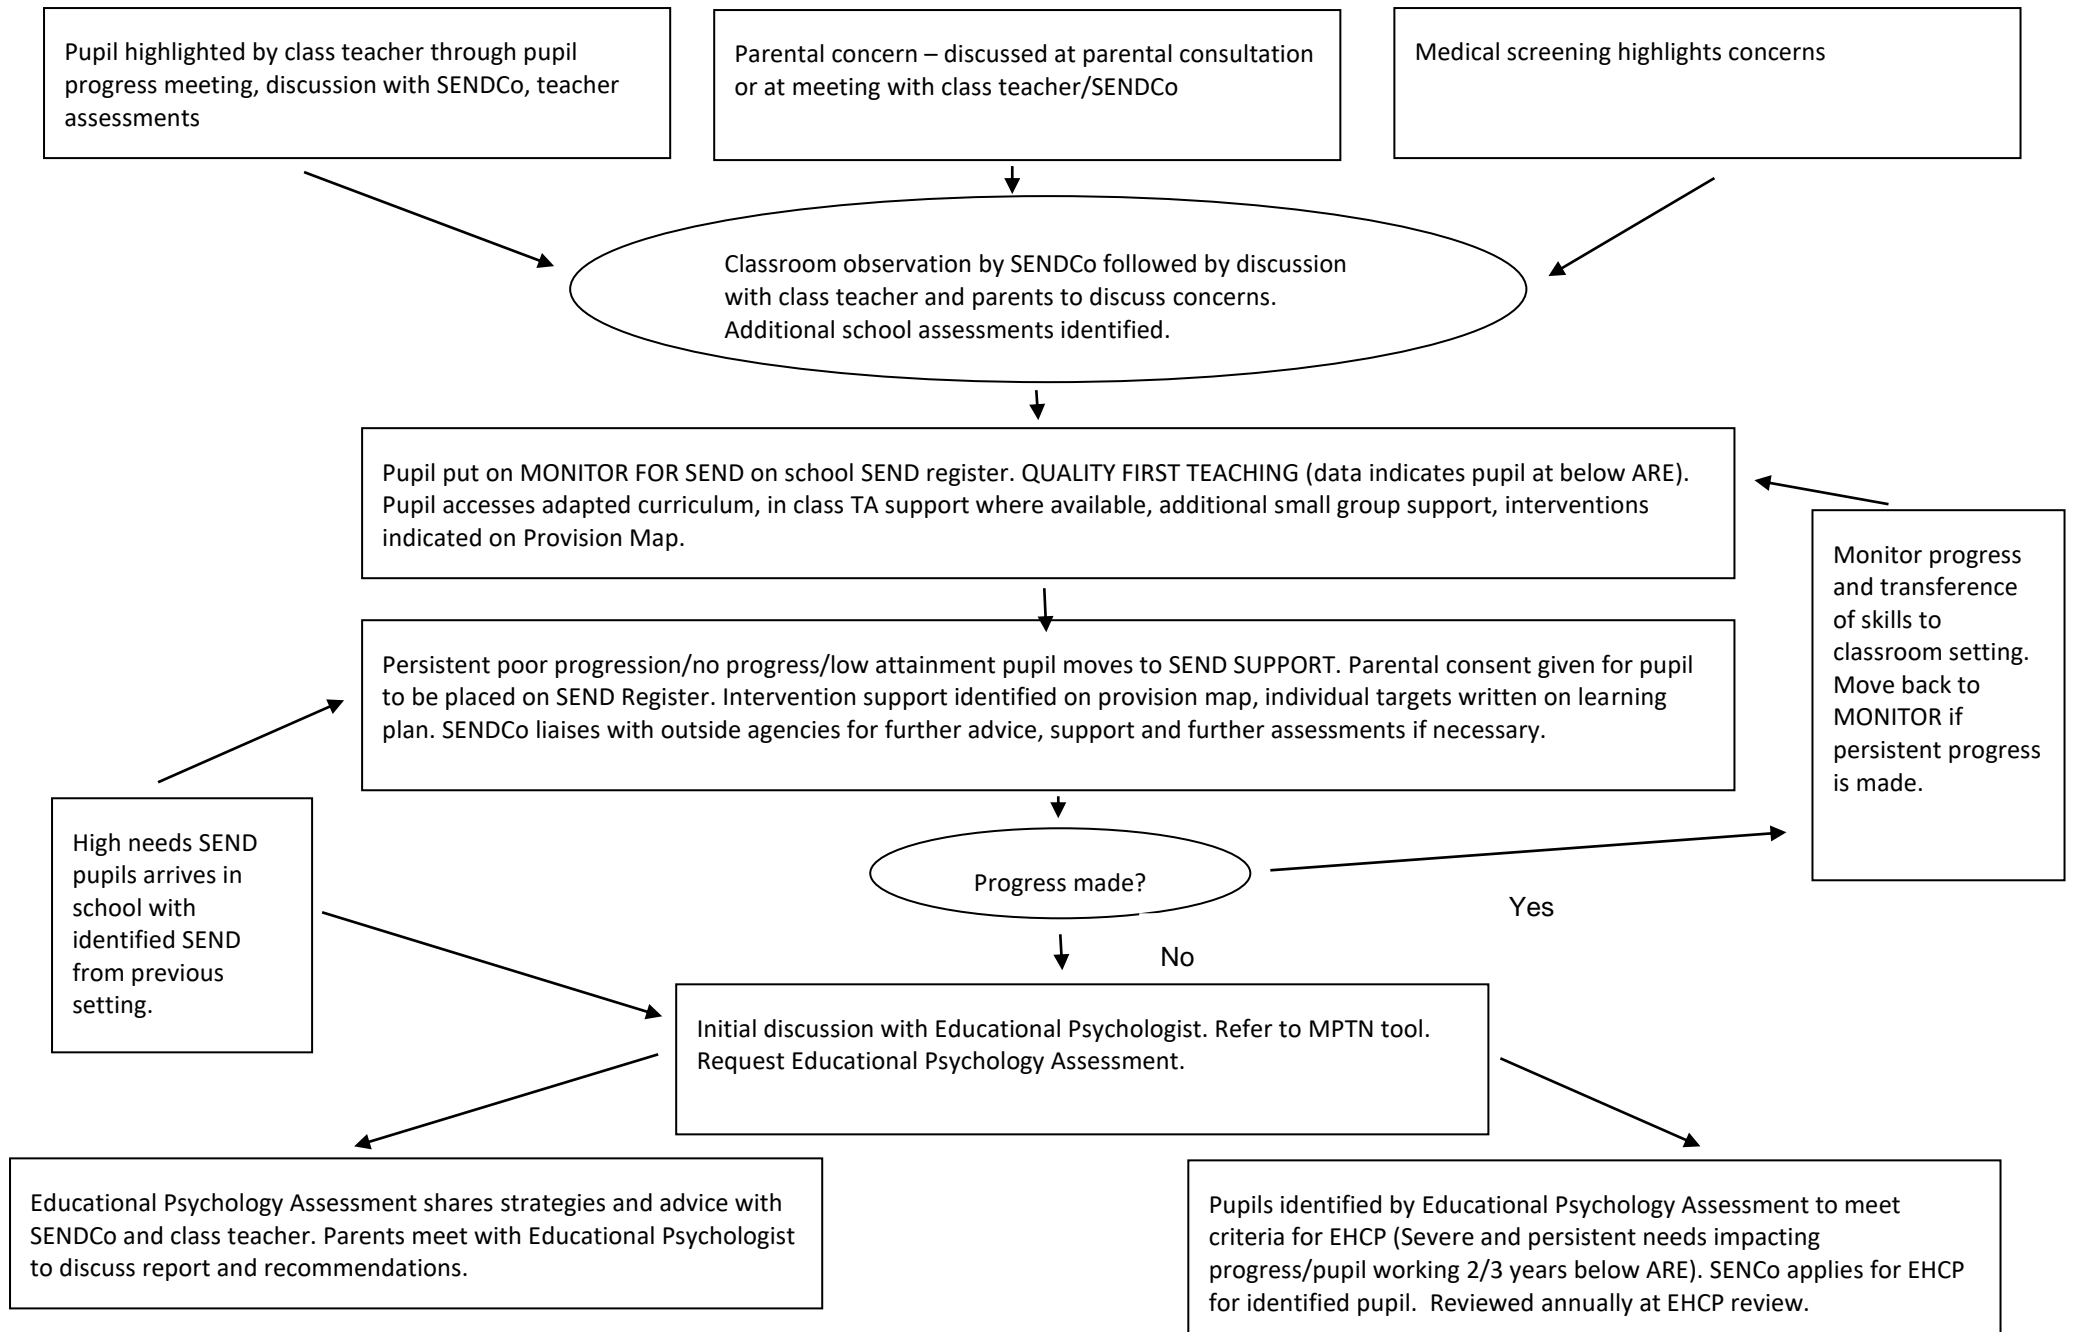 Pupil highlighted by class teacher through pupil
progress meeting, discussion with SENDCo, teacher
assessments
Parental concern – discussed at parental consultation
or at meeting with class teacher/SENDCo
Medical screening highlights concerns
Classroom observation by SENDCo followed by discussion
with class teacher and parents to discuss concerns.
Additional school assessments identified.
Pupil put on MONITOR FOR SEND on school SEND register. QUALITY FIRST TEACHING (data indicates pupil at below ARE).
Pupil accesses adapted curriculum, in class TA support where available, additional small group support, interventions
indicated on Provision Map.
Monitor progress
and transference
of skills to
classroom setting.
Move back to
MONITOR if
persistent progress
is made.
Persistent poor progression/no progress/low attainment pupil moves to SEND SUPPORT. Parental consent given for pupil
to be placed on SEND Register. Intervention support identified on provision map, individual targets written on learning
plan. SENDCo liaises with outside agencies for further advice, support and further assessments if necessary.
High needs SEND
pupils arrives in
school with
identified SEND
from previous
setting.
Progress made?
Yes
No
Initial discussion with Educational Psychologist. Refer to MPTN tool.
Request Educational Psychology Assessment.
Educational Psychology Assessment shares strategies and advice with
SENDCo and class teacher. Parents meet with Educational Psychologist
to discuss report and recommendations.
Pupils identified by Educational Psychology Assessment to meet
criteria for EHCP (Severe and persistent needs impacting
progress/pupil working 2/3 years below ARE). SENCo applies for EHCP
for identified pupil.  Reviewed annually at EHCP review.